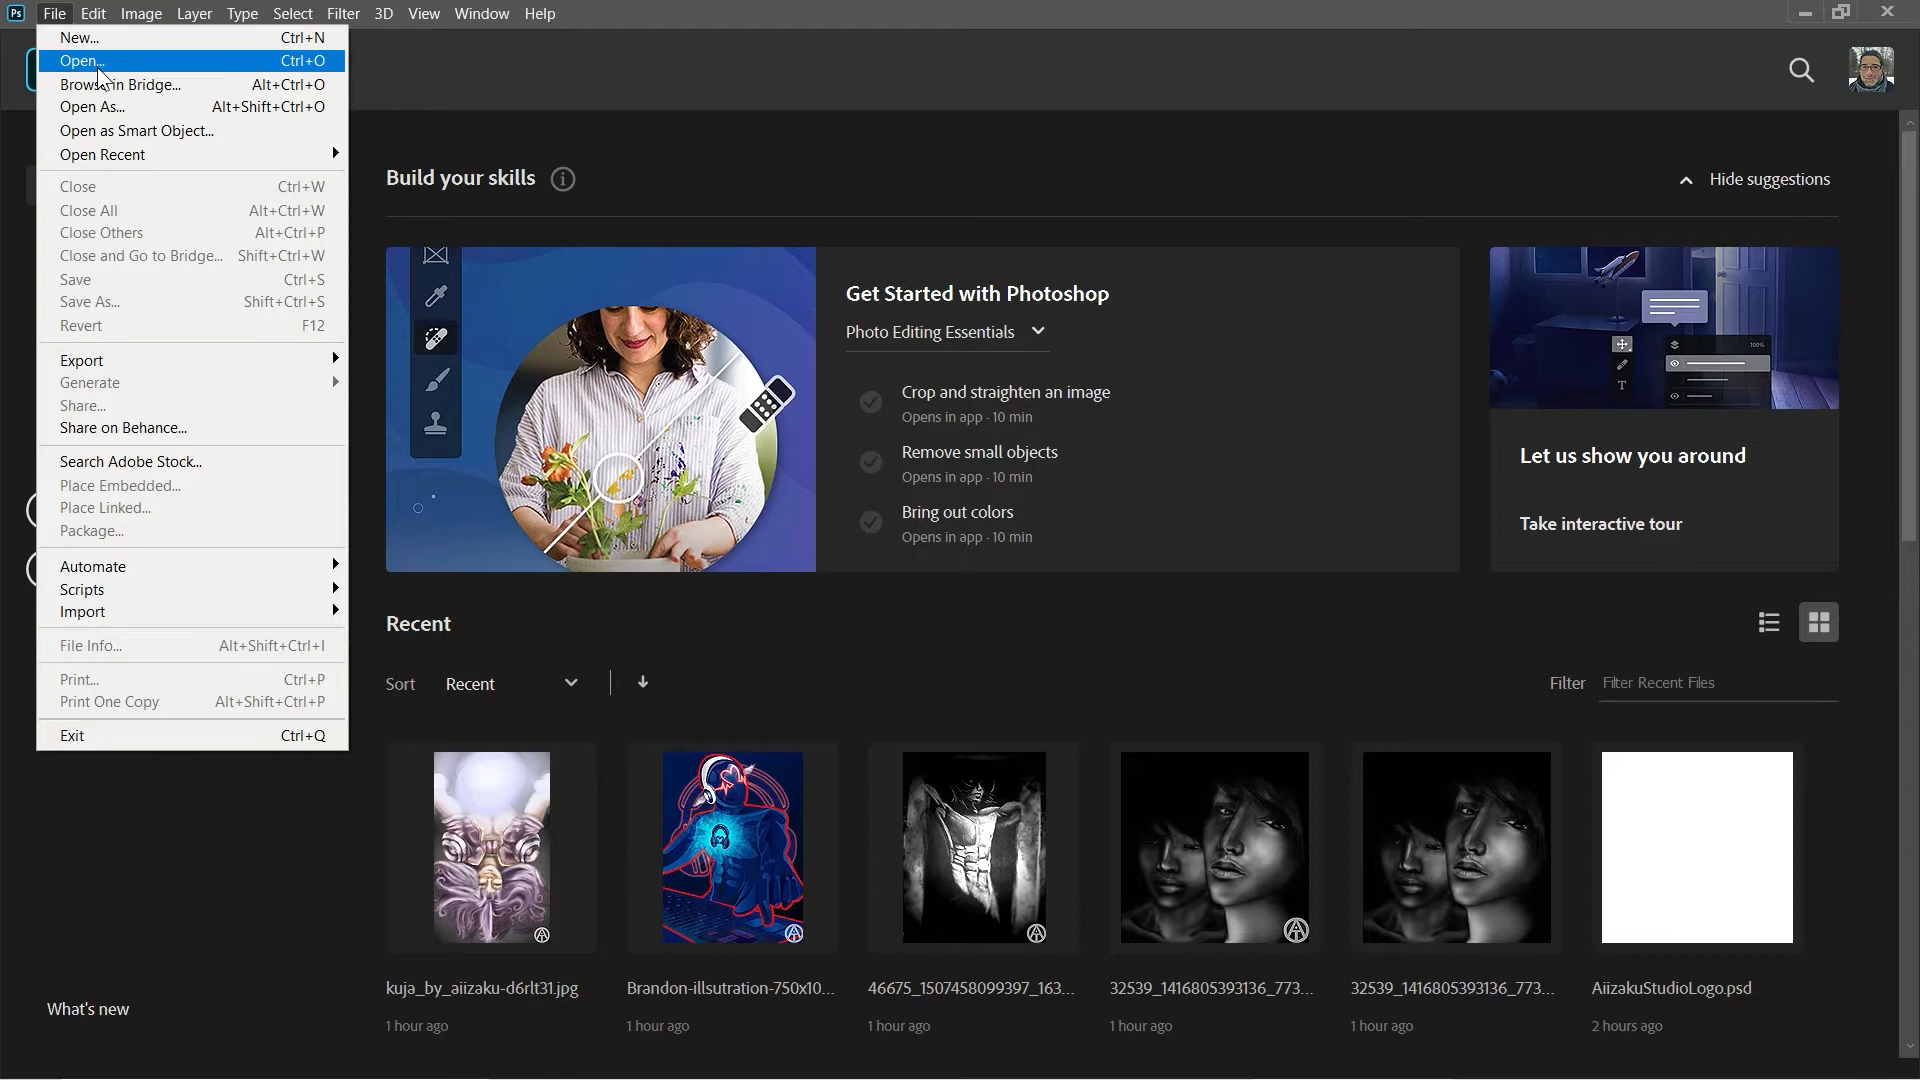 Ps File Edit Image Layer Type Select Filter 3D View Window Help
New... Ctrl+N
Open... Ctrl+O
Browse in Bridge... Alt+Ctrl+O
Open As... Alt+Shift+Ctrl+O
Open as Smart Object...
Open Recent
Close Ctrl+W
Close All Alt+Ctrl+W
Close Others Alt+Ctrl+P
Close and Go to Bridge... Shift+Ctrl+W
Save Ctrl+S
Save As... Shift+Ctrl+S
Revert F12
Export
Generate
Share...
Share on Behance...
Search Adobe Stock...
Place Embedded...
Place Linked...
Package...
Automate
Scripts
Import
File Info... Alt+Shift+Ctrl+I
Print... Ctrl+P
Print One Copy Alt+Shift+Ctrl+P
Exit Ctrl+Q
What's new
Build your skills
Hide suggestions
Get Started with Photoshop
Photo Editing Essentials
Crop and straighten an image
Opens in app · 10 min
Remove small objects
Opens in app · 10 min
Bring out colors
Opens in app · 10 min
100%
T
Let us show you around
Take interactive tour
Recent
Sort Recent
Filter Filter Recent Files
kuja_by_aiizaku-d6rlt31.jpg
1 hour ago
Brandon-illsutration-750x10...
1 hour ago
46675_1507458099397_163...
1 hour ago
32539_1416805393136_773...
1 hour ago
32539_1416805393136_773...
1 hour ago
AiizakuStudioLogo.psd
2 hours ago